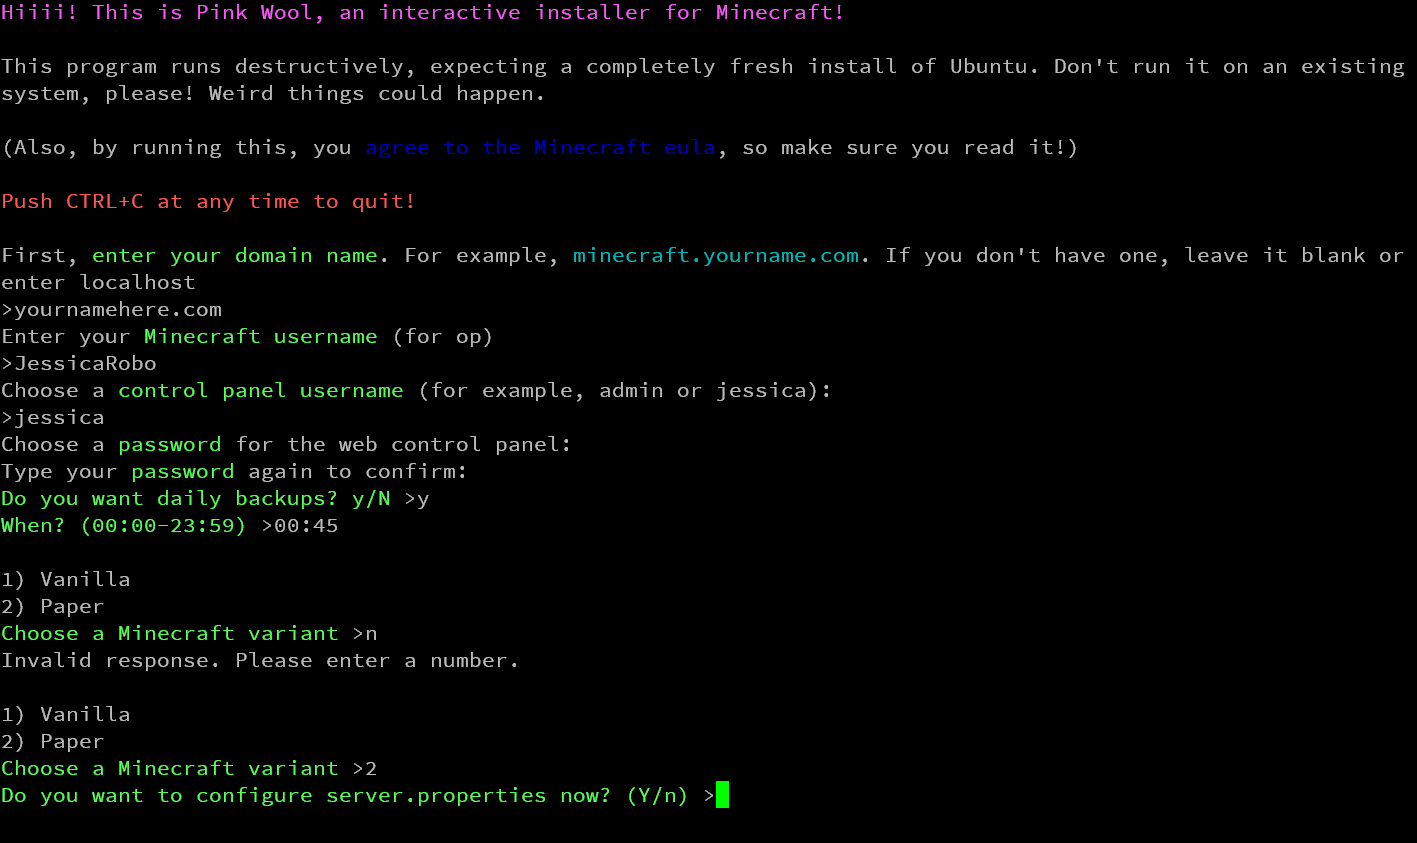 Hiiii! This is Pink Wool, an interactive installer for Minecraft!
This program runs destructively, expecting a completely fresh install of Ubuntu. Don't run it on an existing
system, please! Weird things could happen.
(Also, by running this, you agree to the Minecraft eula, so make sure you read it!)
Push CTRL+C at any time to quit!
First, enter your domain name. For example, minecraft.yourname.com. If you don't have one, leave it blank or
enter localhost
>yournamehere.com
Enter your Minecraft username (for op)
>JessicaRobo
Choose a control panel username (for example, admin or jessica):
>jessica
Choose a password for the web control panel:
Type your password again to confirm:
Do you want daily backups? y/N >y
When? (00:00-23:59) >00:45
1) Vanilla
2) Paper
Choose a Minecraft variant >n
Invalid response. Please enter a number.
1) Vanilla
2) Paper
Choose a Minecraft variant >2
Do you want to configure server.properties now? (Y/n) >